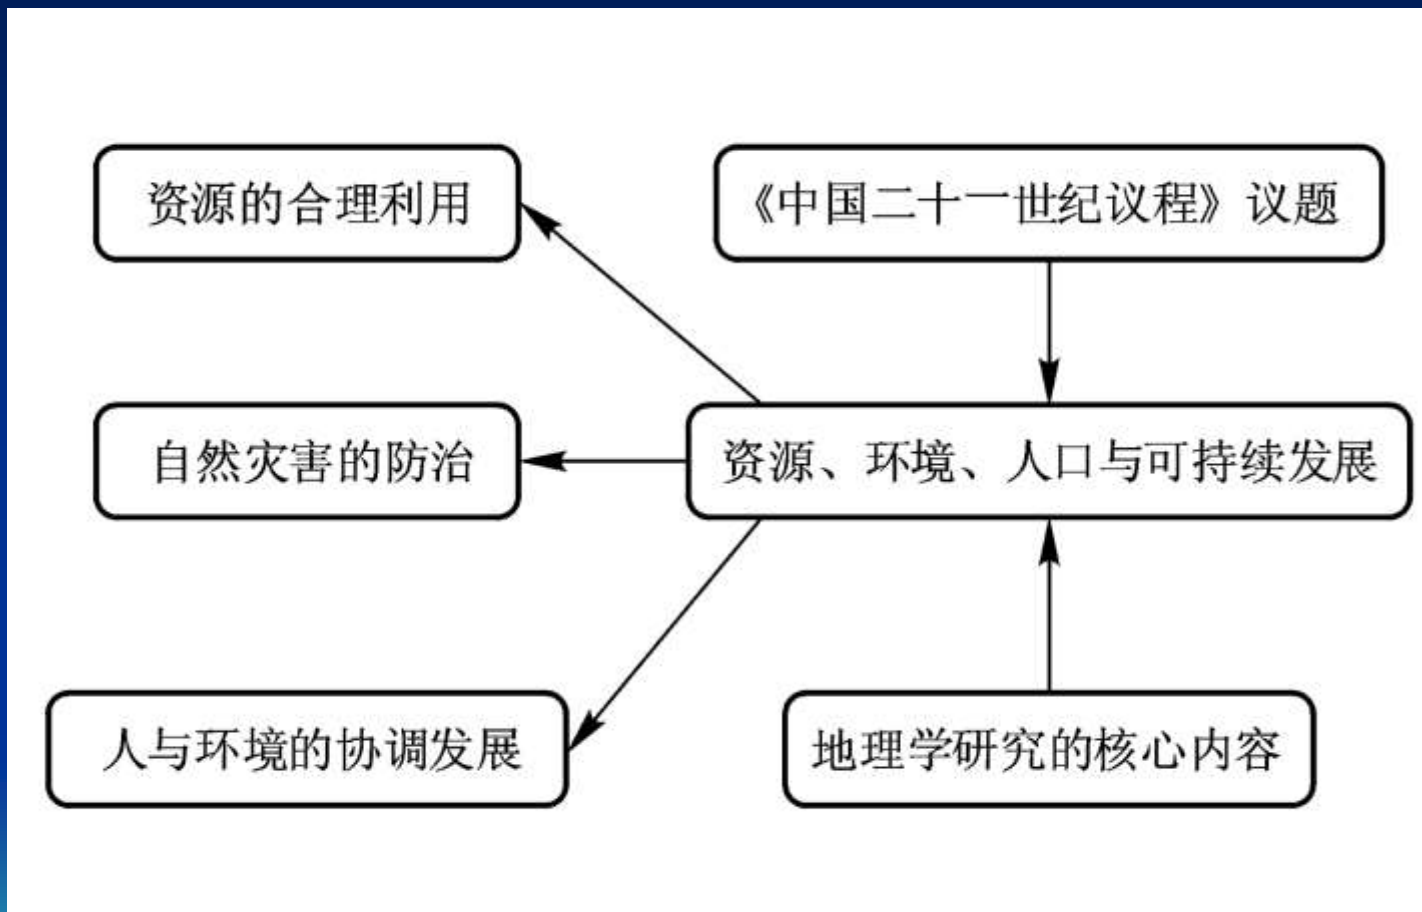 资源的合理利用
《中国二十一世纪议程》议题
自然灾害的防治
资源、环境、人口与可持续发展
人与环境的协调发展
地理学研究的核心内容